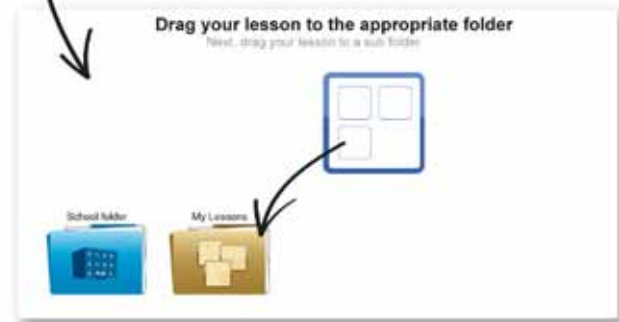 Drag your lesson to the appropriate folder
Next, drag your lesson to a sub folder
School folder
My Lessons